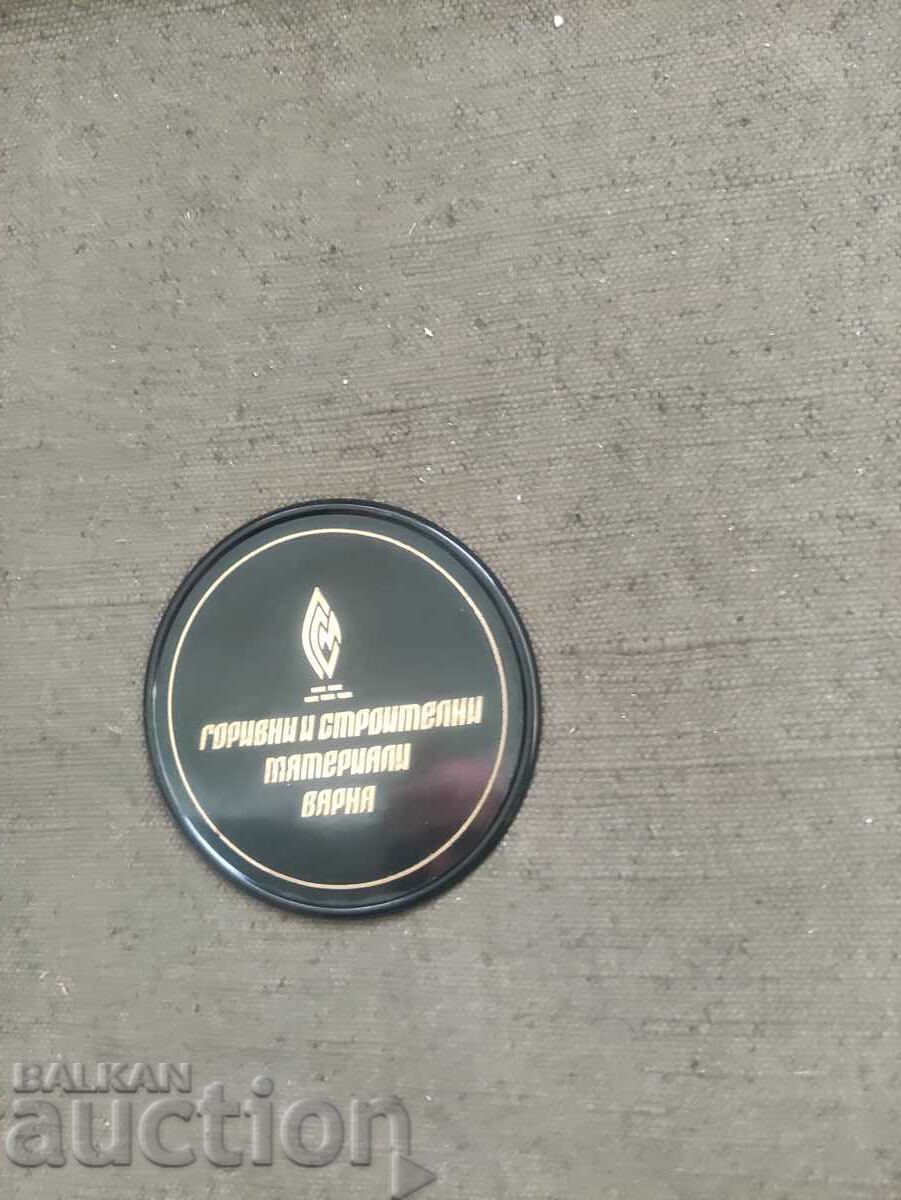 ГОРИВНИ И СТРОИТЕЛНИ
МАТЕРИАЛИ
ВАРНА
BALKAN
auction